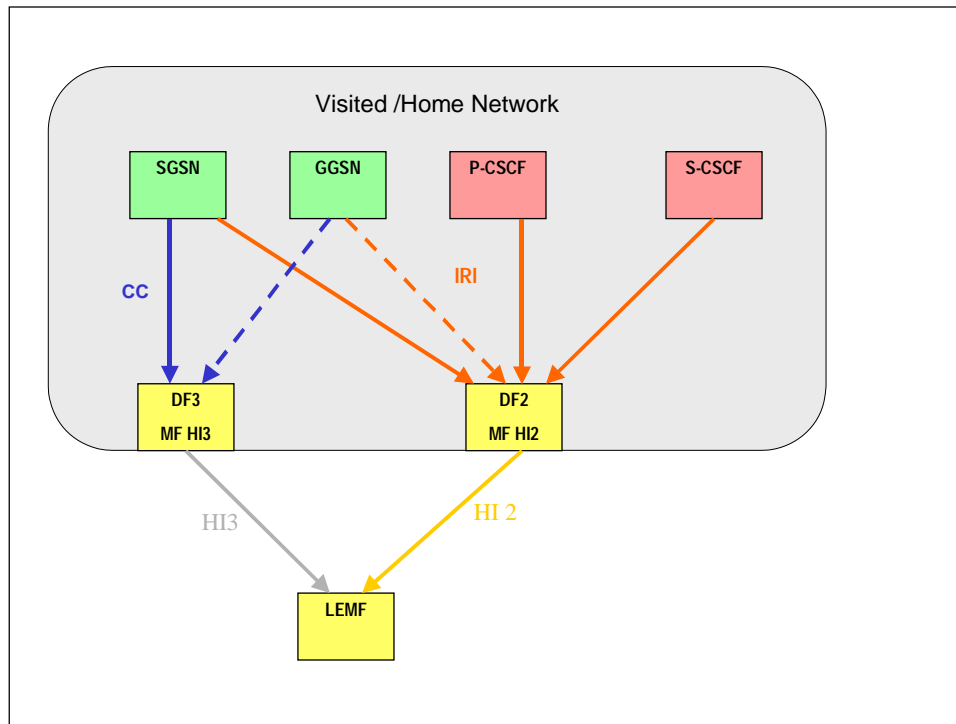 Visited /Home Network
SGSN
GGSN
P-CSCF
S-CSCF
CC
IRI
DF3
MF HI3
DF2
MF HI2
HI3
HI 2
LEMF